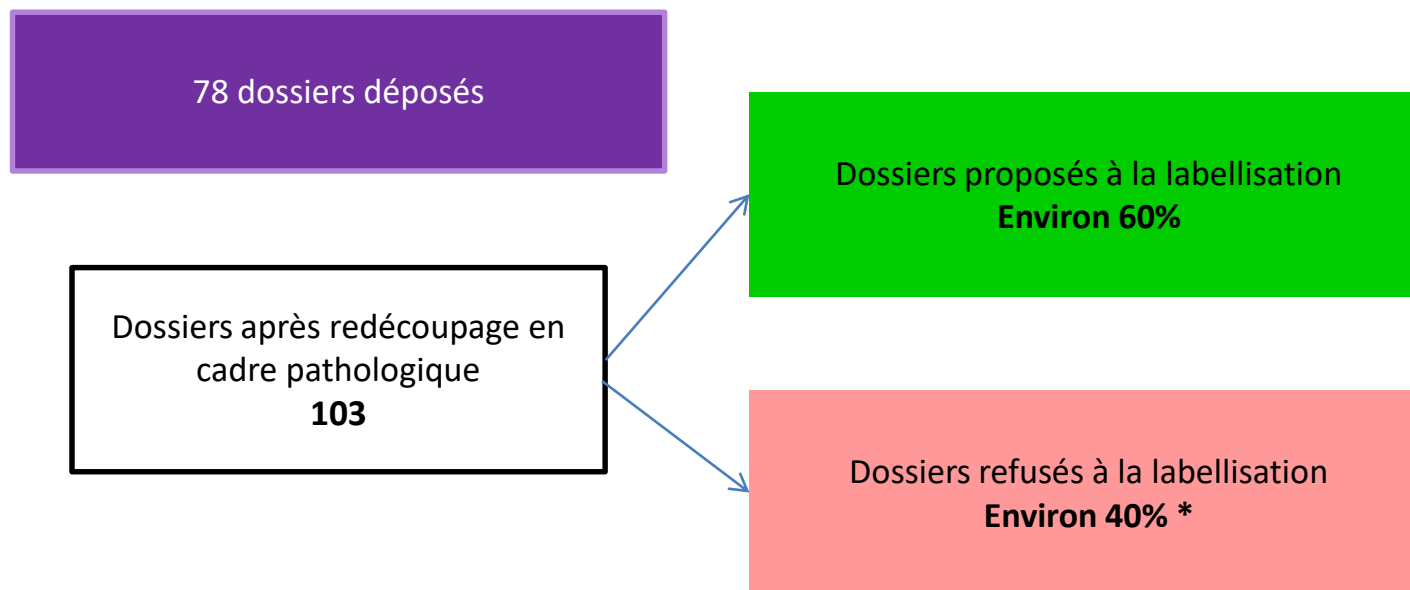 78 dossiers déposés
Dossiers après redécoupage en
cadre pathologique
103
Dossiers proposés à la labellisation
Environ 60%
Dossiers refusés à la labellisation
Environ 40% *